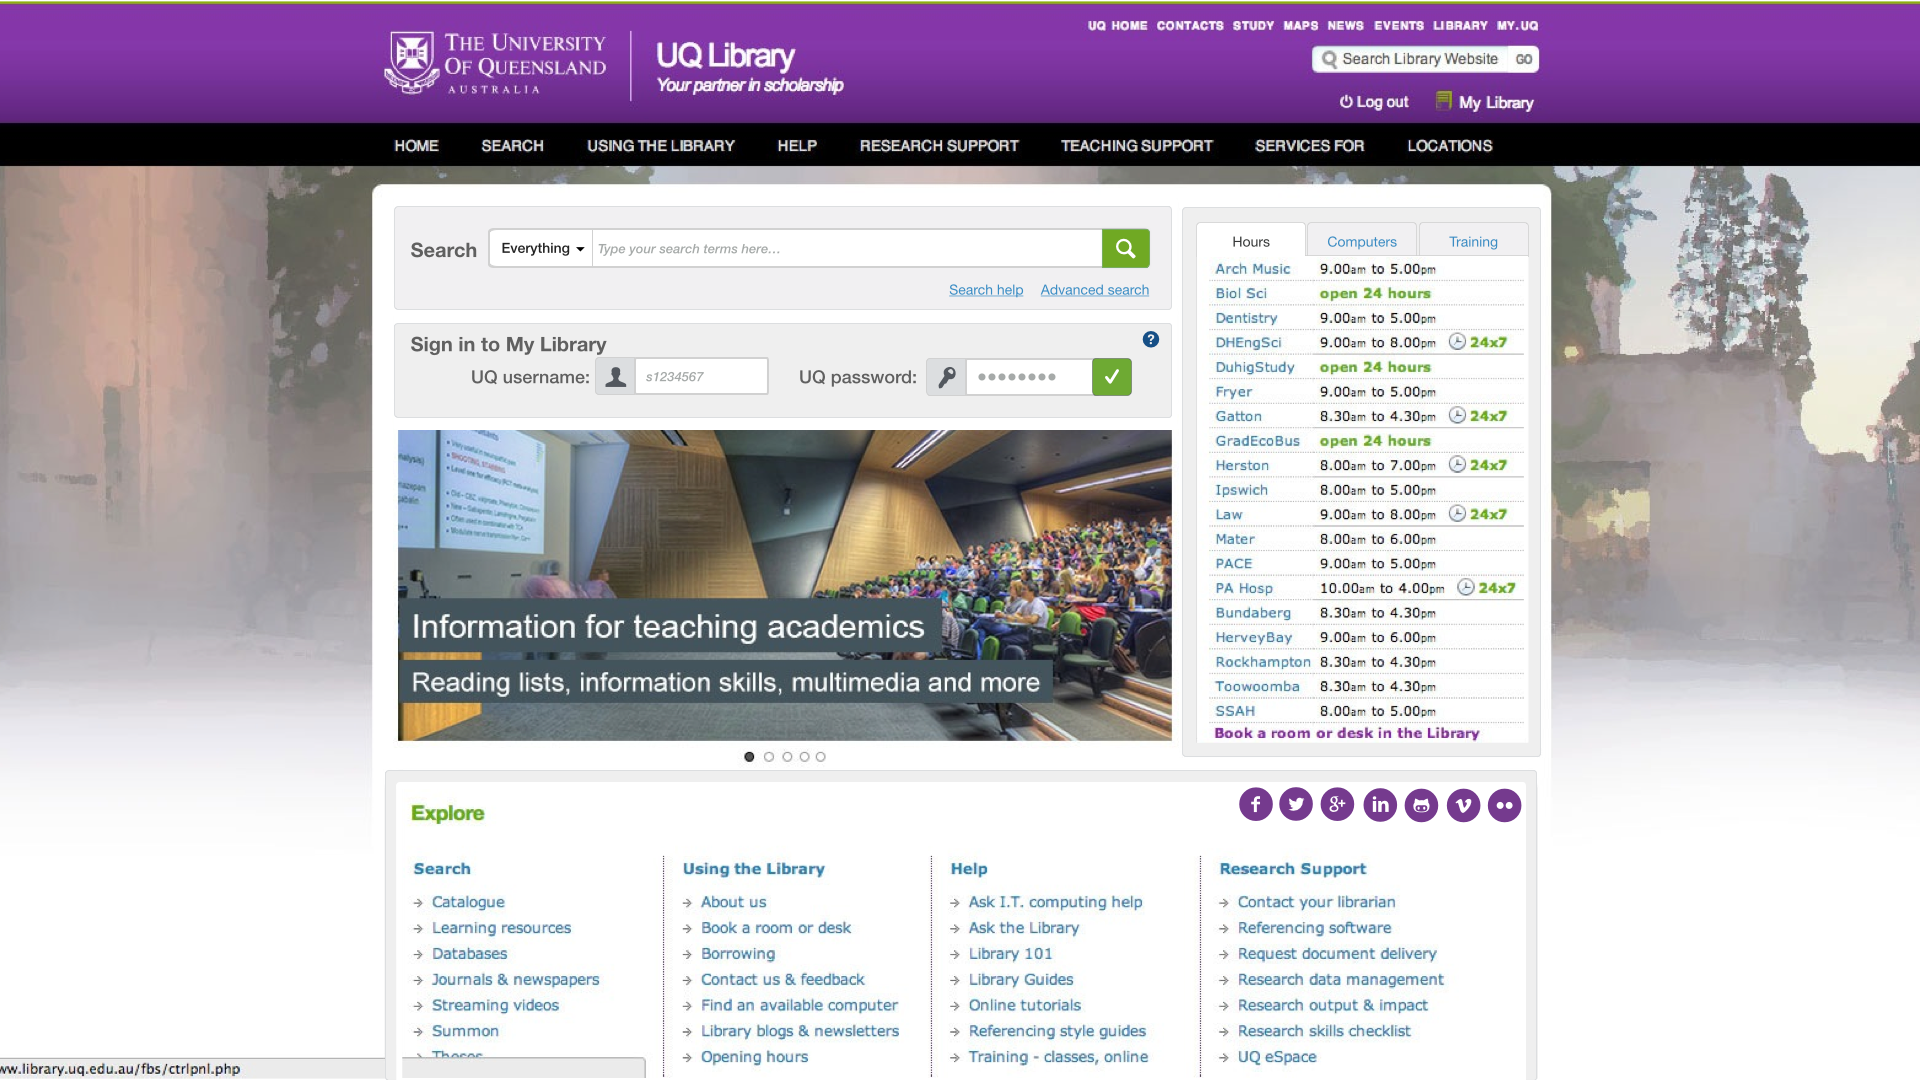 UQ HOME CONTACTS STUDY MAPS NEWS EVENTS LIBRARY MY.UQ
THE UNIVERSITY
OF QUEENSLAND
AUSTRALIA
UQ Library
Your partner in scholarship
Search Library Website GO
Log out My Library
HOME SEARCH USING THE LIBRARY HELP RESEARCH SUPPORT TEACHING SUPPORT SERVICES FOR LOCATIONS
Search Everything Type your search terms here...
Search help Advanced search
Sign in to My Library ?
UQ username: s1234567 UQ password:
SHOOTING, STABBING
Information for teaching academics
Reading lists, information skills, multimedia and more
Hours Computers Training
Arch Music 9.00am to 5.00pm
Biol Sci open 24 hours
Dentistry 9.00am to 5.00pm
DHEngSci 9.00am to 8.00pm 24x7
DuhigStudy open 24 hours
Fryer 9.00am to 5.00pm
Gatton 8.30am to 4.30pm 24x7
GradEcoBus open 24 hours
Herston 8.00am to 7.00pm 24x7
Ipswich 8.00am to 5.00pm
Law 9.00am to 8.00pm 24x7
Mater 8.00am to 6.00pm
PACE 9.00am to 5.00pm
PA Hosp 10.00am to 4.00pm 24x7
Bundaberg 8.30am to 4.30pm
HerveyBay 9.00am to 6.00pm
Rockhampton 8.30am to 4.30pm
Toowoomba 8.30am to 4.30pm
SSAH 8.00am to 5.00pm
Book a room or desk in the Library
Explore
Search
Catalogue
Learning resources
Databases
Journals & newspapers
Streaming videos
Summon
Theses
Using the Library
About us
Book a room or desk
Borrowing
Contact us & feedback
Find an available computer
Library blogs & newsletters
Opening hours
Help
Ask I.T. computing help
Ask the Library
Library 101
Library Guides
Online tutorials
Referencing style guides
Training - classes, online
Research Support
Contact your librarian
Referencing software
Request document delivery
Research data management
Research output & impact
Research skills checklist
UQ eSpace
ww.library.uq.edu.au/fbs/ctrlpnl.php